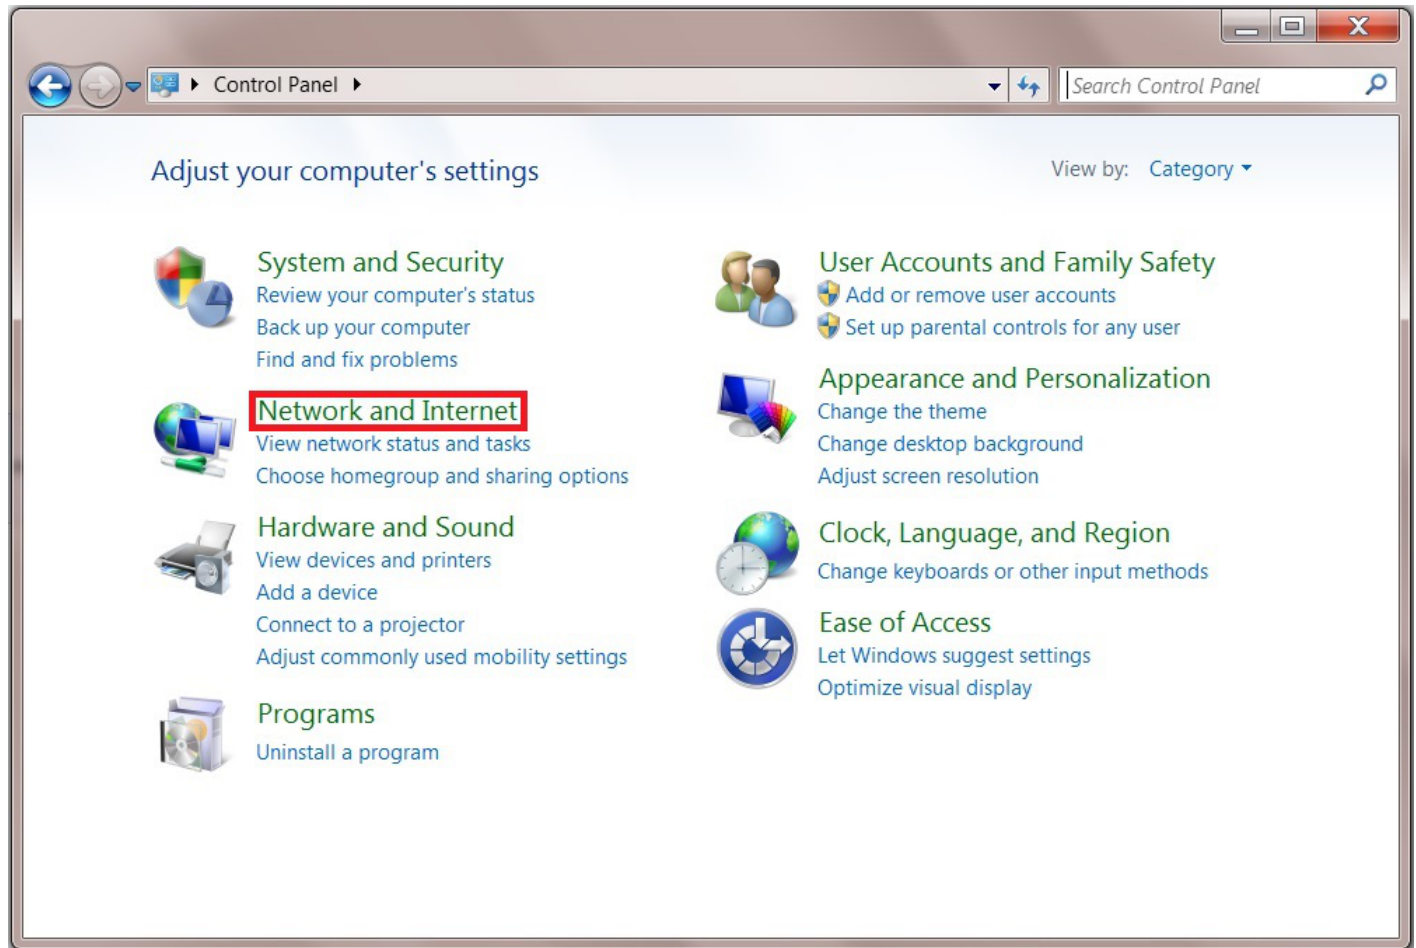 Control Panel
Search Control Panel
Adjust your computer's settings
View by: Category
System and Security
Review your computer's status
Back up your computer
Find and fix problems
Network and Internet
View network status and tasks
Choose homegroup and sharing options
Hardware and Sound
View devices and printers
Add a device
Connect to a projector
Adjust commonly used mobility settings
Programs
Uninstall a program
User Accounts and Family Safety
Add or remove user accounts
Set up parental controls for any user
Appearance and Personalization
Change the theme
Change desktop background
Adjust screen resolution
Clock, Language, and Region
Change keyboards or other input methods
Ease of Access
Let Windows suggest settings
Optimize visual display